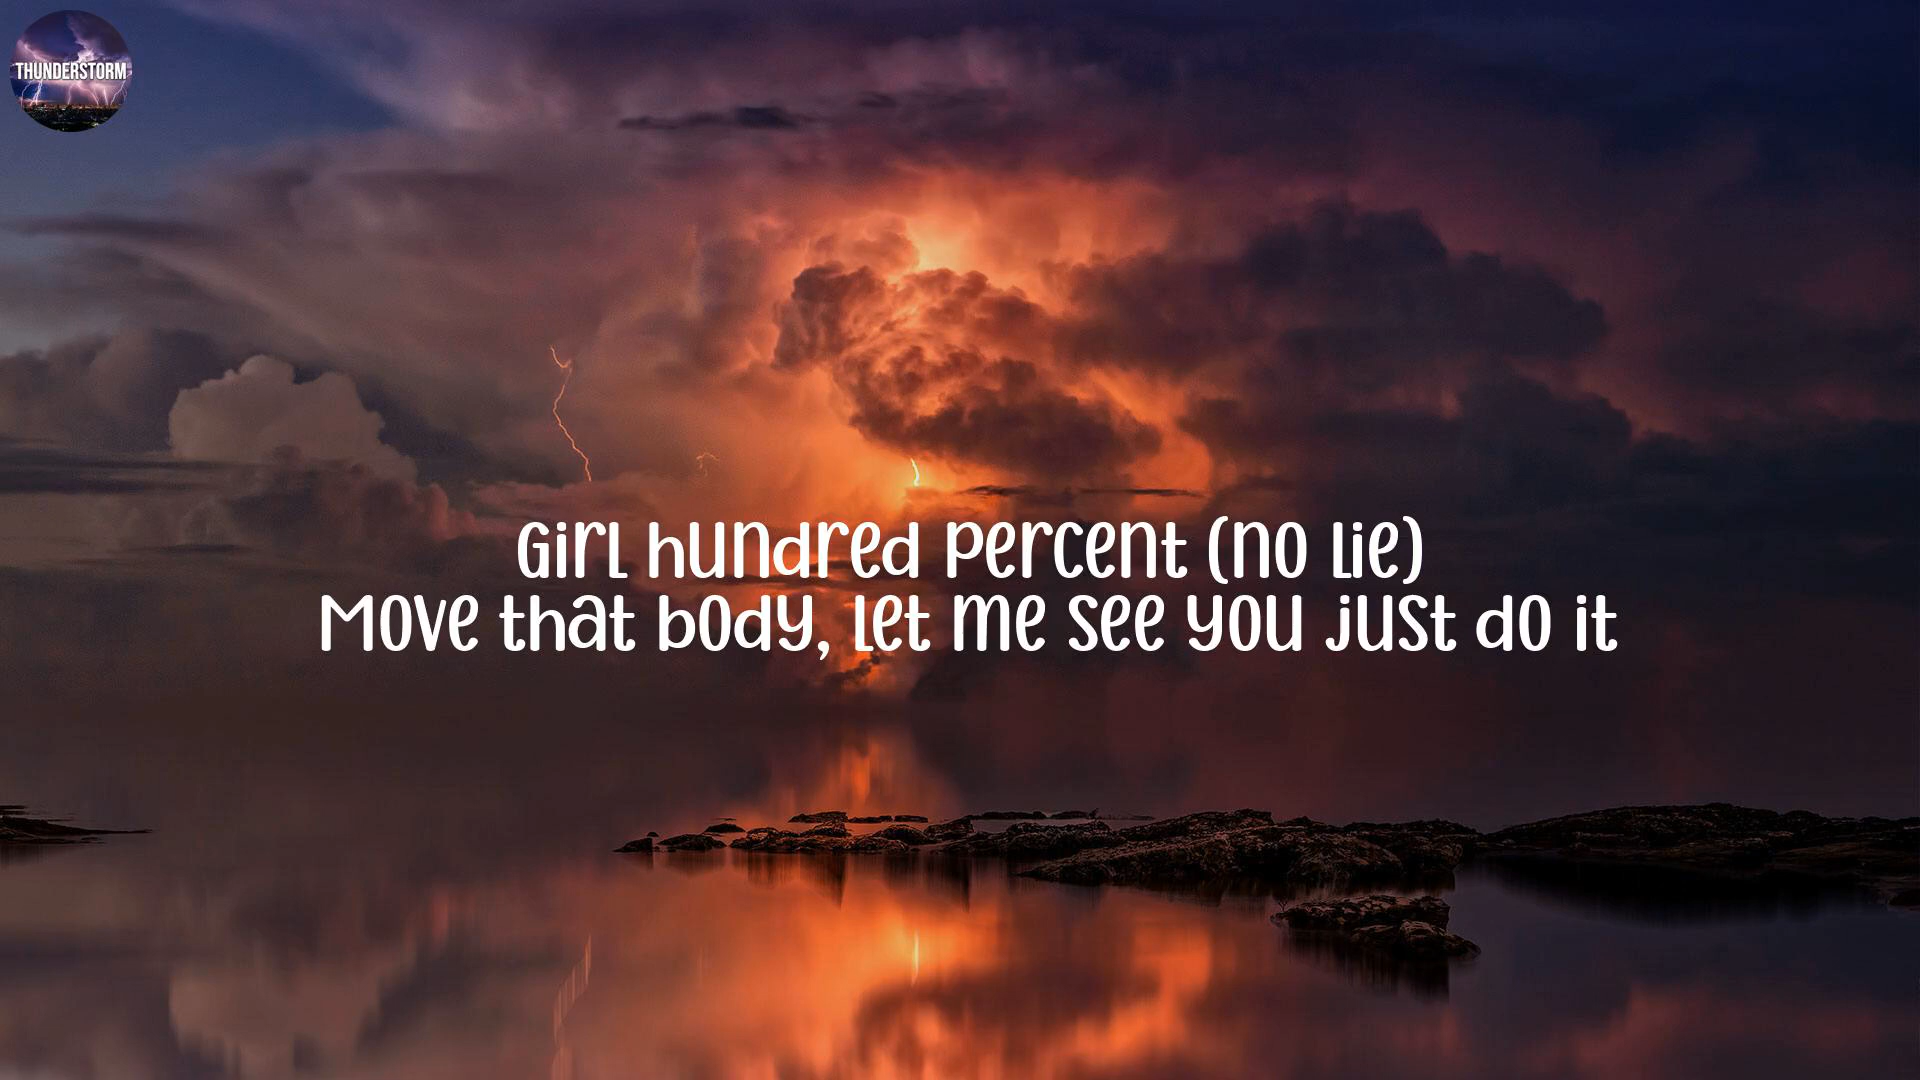 THUNDERSTORM
Girl hundred percent (no lie)
Move that body, let me see you just do it